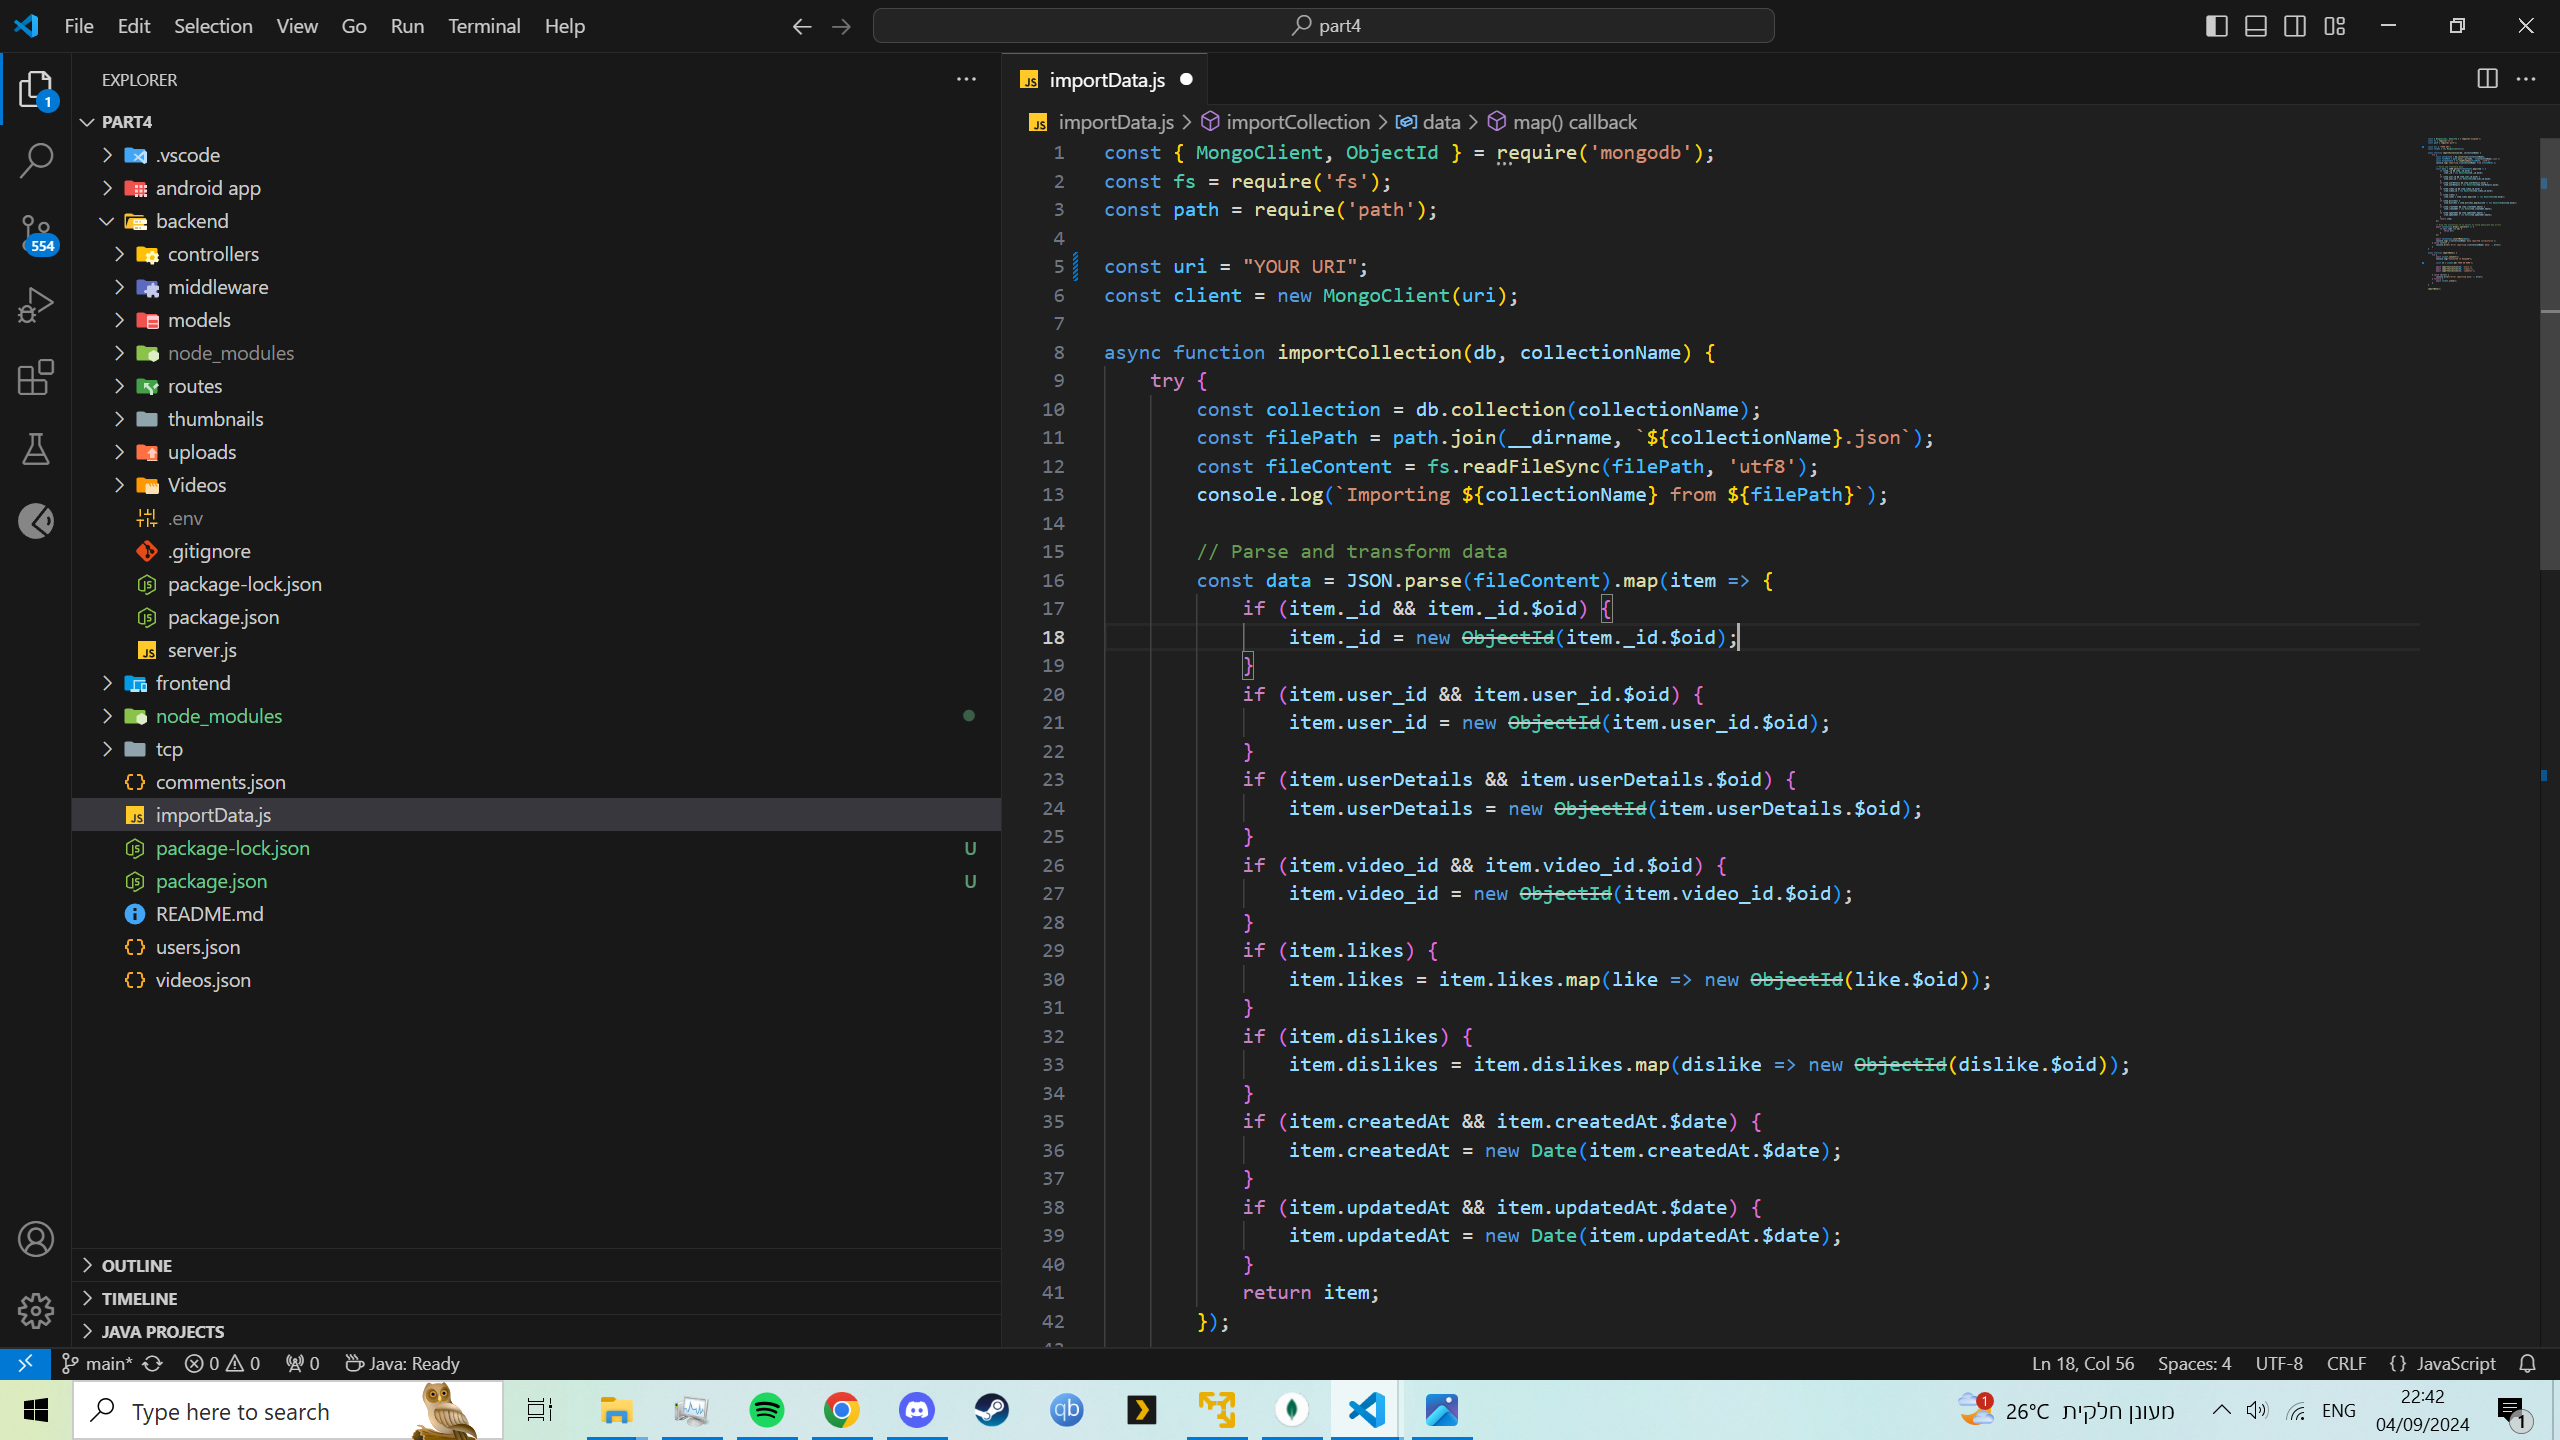 File Edit Selection View Go Run Terminal Help
part4
EXPLORER
1
554
PART4
.vscode
android app
backend
controllers
middleware
models
node_modules
routes
thumbnails
uploads
Videos
.env
.gitignore
package-lock.json
package.json
server.js
frontend
node_modules
tcp
comments.json
importData.js
package-lock.json U
package.json U
README.md
users.json
videos.json
OUTLINE
TIMELINE
JAVA PROJECTS
importData.js
importData.js > importCollection > data > map() callback
1 const { MongoClient, ObjectId } = require('mongodb');
2 const fs = require('fs');
3 const path = require('path');
4
5 const uri = "YOUR URI";
6 const client = new MongoClient(uri);
7
8 async function importCollection(db, collectionName) {
9 try {
10 const collection = db.collection(collectionName);
11 const filePath = path.join(__dirname, `${collectionName}.json`);
12 const fileContent = fs.readFileSync(filePath, 'utf8');
13 console.log(`Importing ${collectionName} from ${filePath}`);
14
15 // Parse and transform data
16 const data = JSON.parse(fileContent).map(item => {
17 if (item._id && item._id.$oid) {
18 item._id = new ObjectId(item._id.$oid);
19 }
20 if (item.user_id && item.user_id.$oid) {
21 item.user_id = new ObjectId(item.user_id.$oid);
22 }
23 if (item.userDetails && item.userDetails.$oid) {
24 item.userDetails = new ObjectId(item.userDetails.$oid);
25 }
26 if (item.video_id && item.video_id.$oid) {
27 item.video_id = new ObjectId(item.video_id.$oid);
28 }
29 if (item.likes) {
30 item.likes = item.likes.map(like => new ObjectId(like.$oid));
31 }
32 if (item.dislikes) {
33 item.dislikes = item.dislikes.map(dislike => new ObjectId(dislike.$oid));
34 }
35 if (item.createdAt && item.createdAt.$date) {
36 item.createdAt = new Date(item.createdAt.$date);
37 }
38 if (item.updatedAt && item.updatedAt.$date) {
39 item.updatedAt = new Date(item.updatedAt.$date);
40 }
41 return item;
42 });
main* 0 0 0 Java: Ready
Ln 18, Col 56 Spaces: 4 UTF-8 CRLF {} JavaScript
Type here to search
1
26°C מעונן חלקית
ENG
22:42
04/09/2024
1